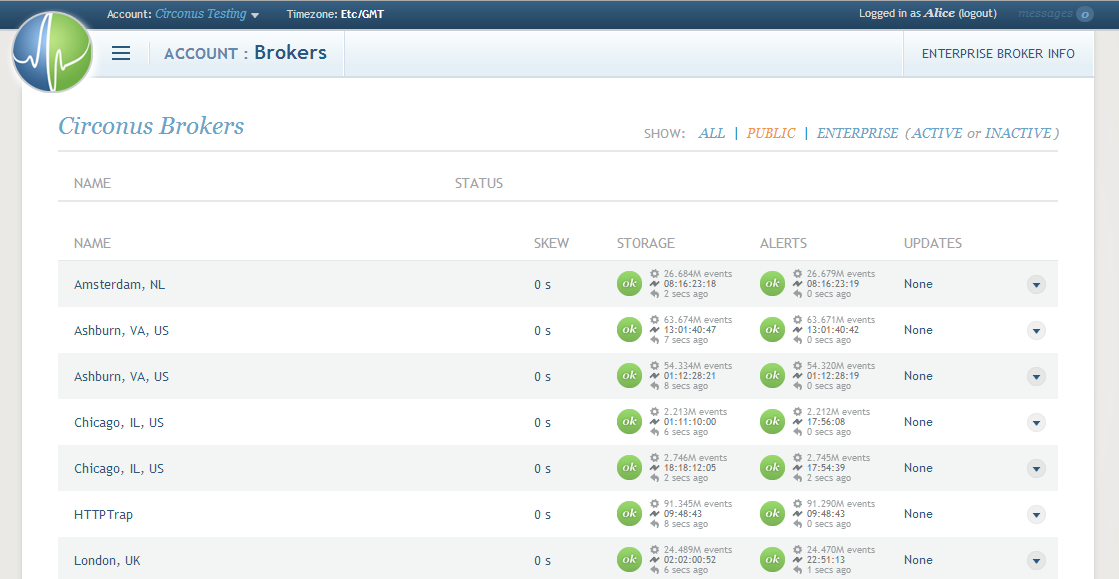 Account: Circonus Testing Timezone: Etc/GMT Logged in as Alice (logout) messages 0
ACCOUNT : Brokers ENTERPRISE BROKER INFO
Circonus Brokers
SHOW: ALL | PUBLIC | ENTERPRISE (ACTIVE or INACTIVE)
NAME STATUS
NAME SKEW STORAGE ALERTS UPDATES
26.684M events 26.679M events
Amsterdam, NL 0 s ok 08:16:23:18 ok 08:16:23:19 None
2 secs ago 0 secs ago
63.674M events 63.671M events
Ashburn, VA, US 0 s ok 13:01:40:47 ok 13:01:40:42 None
7 secs ago 0 secs ago
54.334M events 54.320M events
Ashburn, VA, US 0 s ok 01:12:28:21 ok 01:12:28:19 None
8 secs ago 0 secs ago
2.213M events 2.212M events
Chicago, IL, US 0 s ok 01:11:10:00 ok 17:56:08 None
6 secs ago 0 secs ago
2.746M events 2.745M events
Chicago, IL, US 0 s ok 18:18:12:05 ok 17:54:39 None
2 secs ago 2 secs ago
91.345M events 91.290M events
HTTPTrap 0 s ok 09:48:43 ok 09:48:43 None
8 secs ago 0 secs ago
24.489M events 24.470M events
London, UK 0 s ok 02:02:00:52 ok 22:51:13 None
6 secs ago 1 secs ago